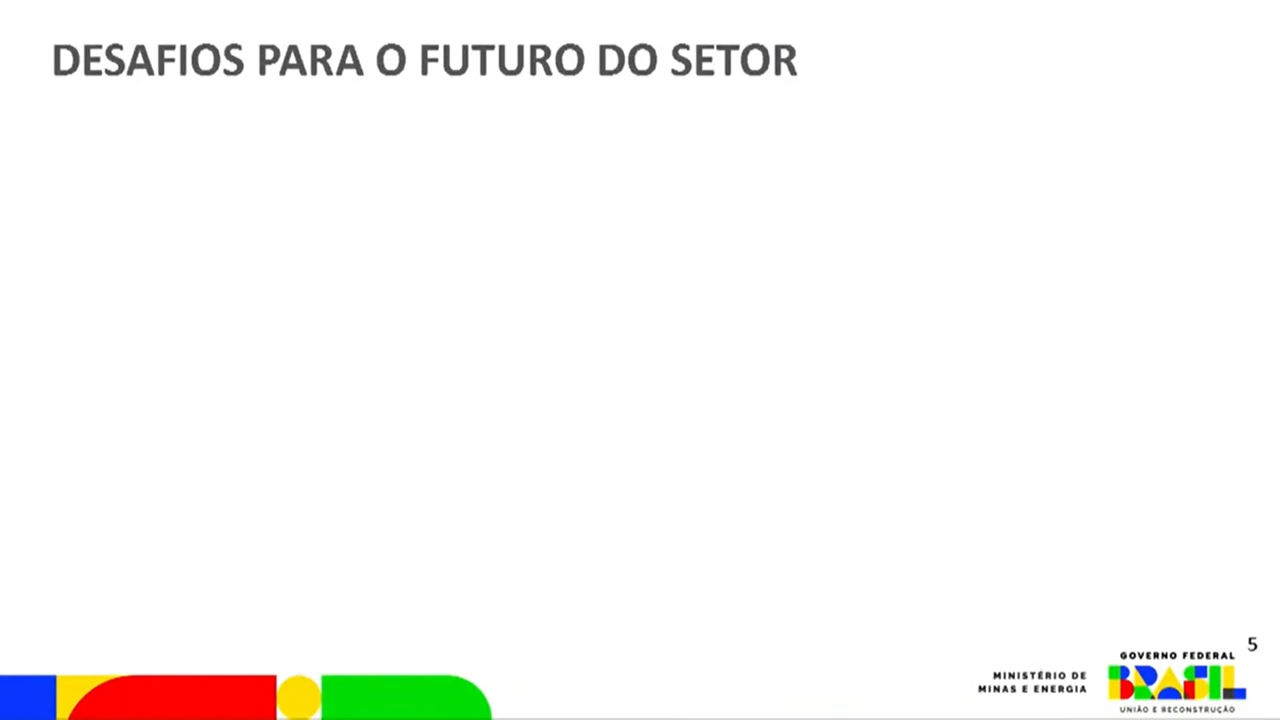 DESAFIOS PARA O FUTURO DO SETOR
5
MINISTÉRIO DE
MINAS E ENERGIA
GOVERNO FEDERAL
BRASIL
UNIÃO E RECONSTRUÇÃO